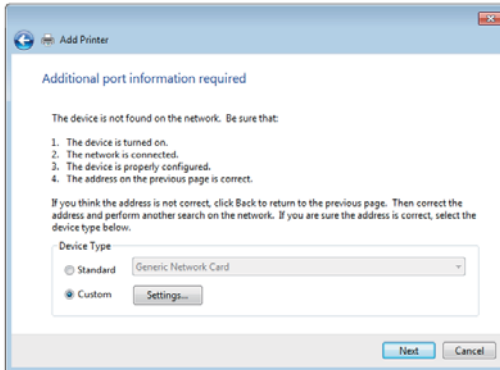 Add Printer
Additional port information required
The device is not found on the network. Be sure that:
1. The device is turned on.
2. The network is connected.
3. The device is properly configured.
4. The address on the previous page is correct.
If you think the address is not correct, click Back to return to the previous page. Then correct the
address and perform another search on the network. If you are sure the address is correct, select the
device type below.
Device Type
Standard Generic Network Card
Custom Settings...
Next Cancel